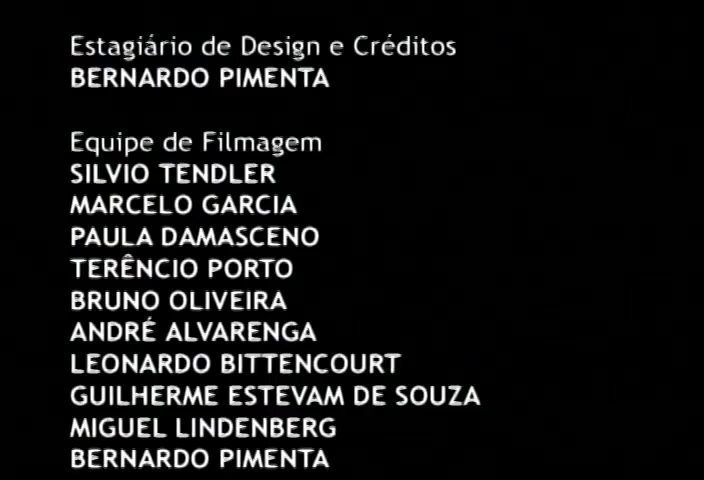 Estagiário de Design e Créditos
BERNARDO PIMENTA
Equipe de Filmagem
SILVIO TENDLER
MARCELO GARCIA
PAULA DAMASCENO
TERÊNCIO PORTO
BRUNO OLIVEIRA
ANDRÉ ALVARENGA
LEONARDO BITTENCOURT
GUILHERME ESTEVAM DE SOUZA
MIGUEL LINDENBERG
BERNARDO PIMENTA